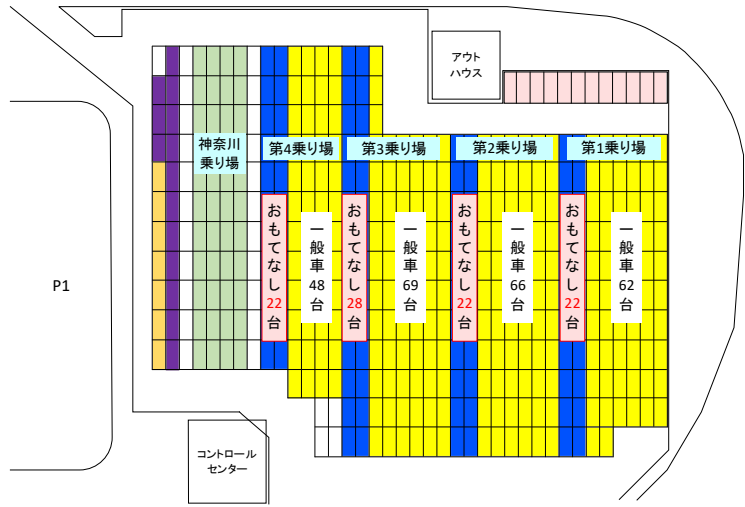 アウト
ハウス
神奈川
乗り場
第4乗り場
第3乗り場
第2乗り場
第1乗り場
おもてなし22台
一般車48台
おもてなし28台
一般車69台
おもてなし22台
一般車66台
おもてなし22台
一般車62台
P1
コントロール
センター